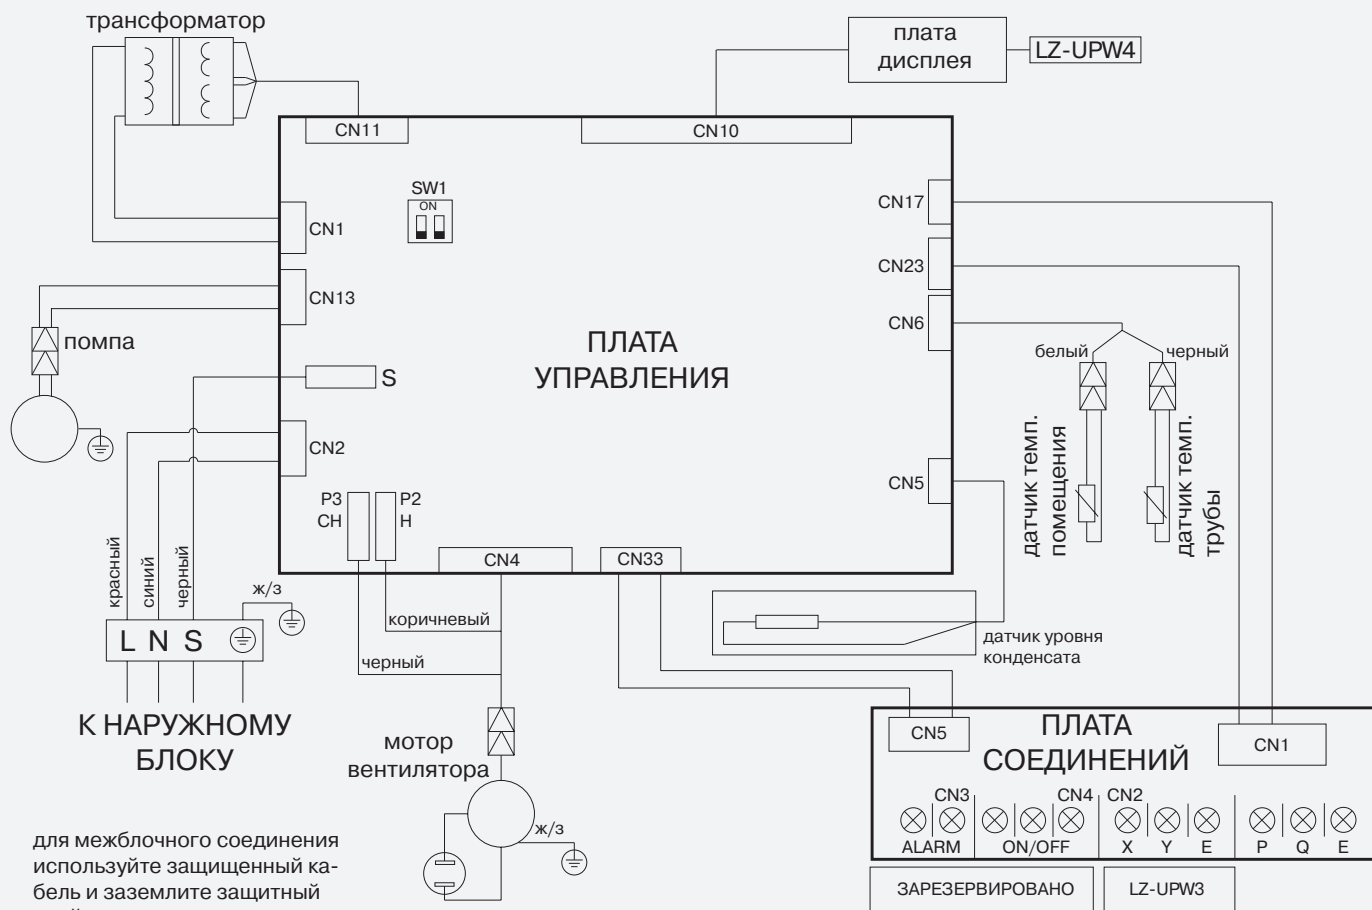 трансформатор
плата
дисплея
LZ-UPW4
CN11
CN10
SW1
ON
CN17
CN1
CN23
CN13
CN6
помпа
ПЛАТА
УПРАВЛЕНИЯ
белый
черный
S
датчик темп.
помещения
датчик темп.
трубы
CN2
CN5
P3
CH
P2
H
CN4
CN33
красный
синий
черный
ж/з
коричневый
L N S
датчик уровня
конденсата
черный
К НАРУЖНОМУ
БЛОКУ
мотор
вентилятора
CN5
ПЛАТА
СОЕДИНЕНИЙ
CN1
CN3
CN4
CN2
ж/з
ALARM
ON/OFF
X Y E
P Q E
для межблочного соединения
используйте защищенный ка-
бель и заземлите защитный
ЗАРЕЗЕРВИРОВАНО
LZ-UPW3